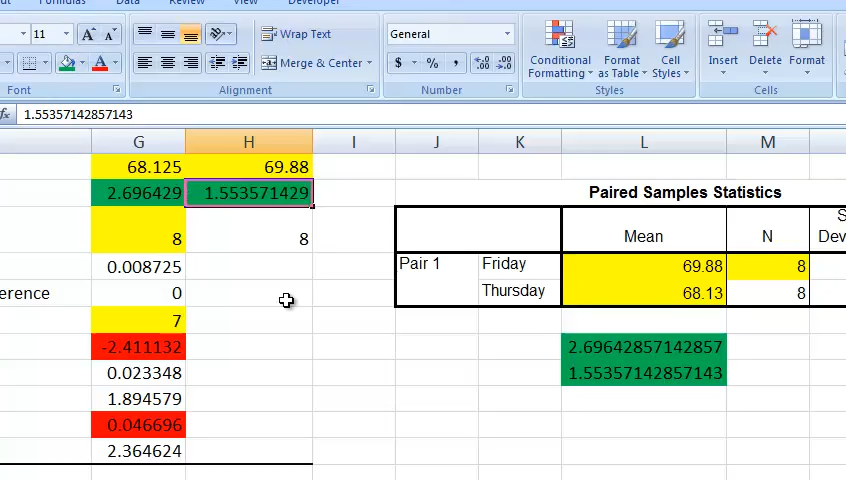 Data
Review
View
Developer
11
A
A
Wrap Text
General
Conditional
Formatting
Format
as Table
Cell
Styles
Insert
Delete
Format
A
Merge & Center
$
%
,
.00
Font
Alignment
Number
Styles
Cells
fx
1.55357142857143
G
H
I
J
K
L
M
68.125
69.88
2.696429
1.553571429
Paired Samples Statistics
8
8
Mean
N
0.008725
Pair 1
Friday
69.88
8
erence
0
Thursday
68.13
8
7
-2.411132
2.69642857142857
0.023348
1.55357142857143
1.894579
0.046696
2.364624